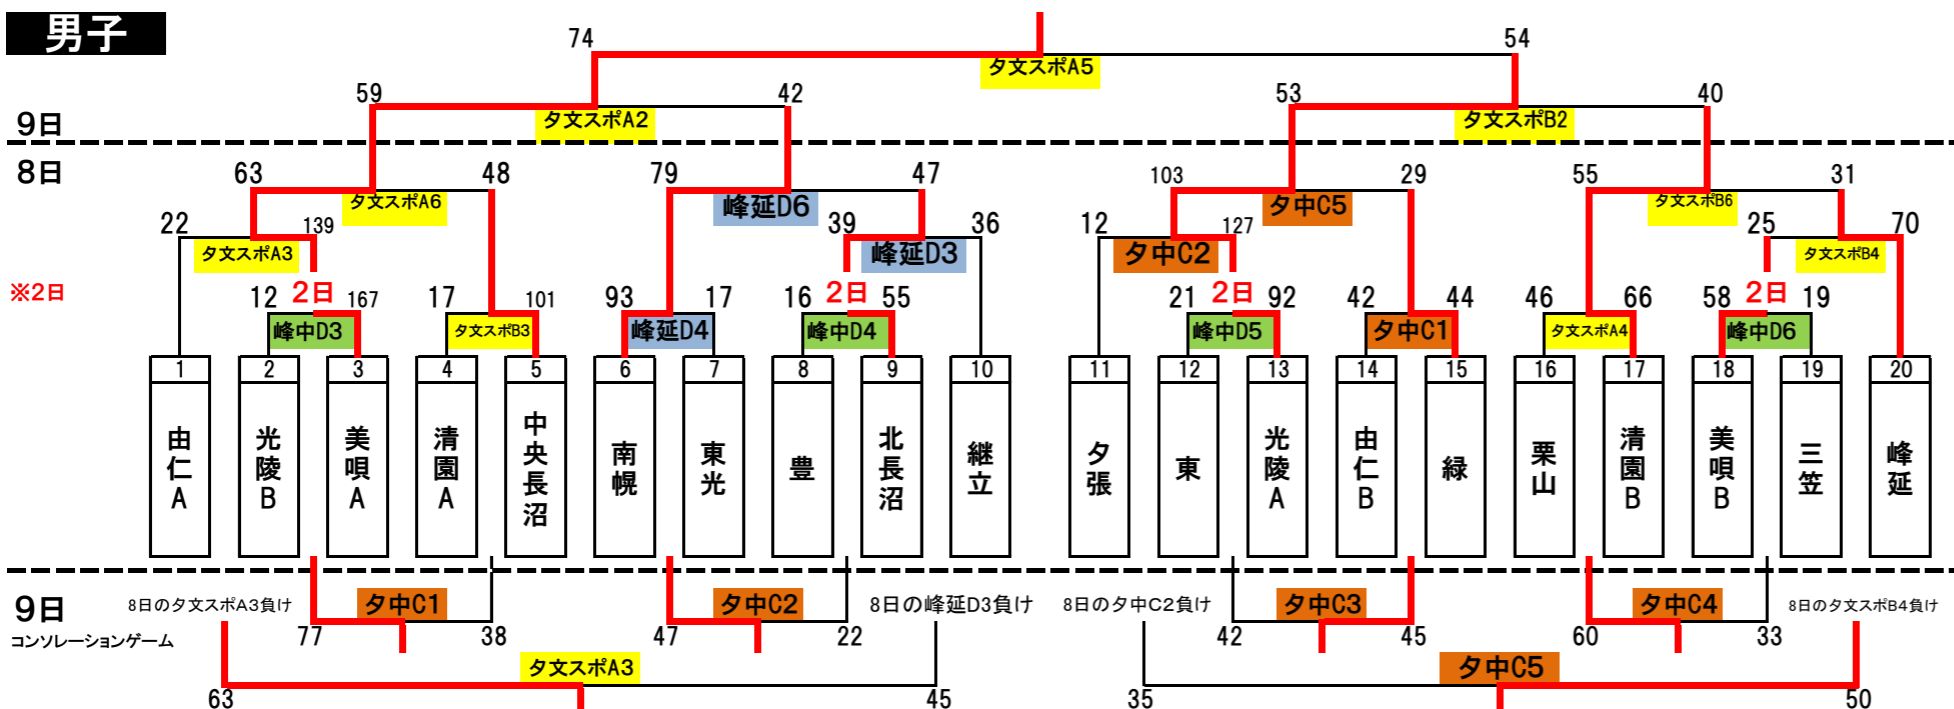 男子
74 54
夕文スポA5
59 42 53 40
夕文スポA2 夕文スポB2
9日
8日
63 48 79 47 103 29 55 31
夕文スポA6 峰延D6 夕中C5 夕文スポB6
22 139 39 36 12 127 25 70
夕文スポA3 峰延D3 夕中C2 夕文スポB4
※2日 2日 2日 2日 2日
12 167 17 101 93 17 16 55 21 92 42 44 46 66 58 19
峰中D3 夕文スポB3 峰延D4 峰中D4 峰中D5 夕中C1 夕文スポA4 峰中D6
1 2 3 4 5 6 7 8 9 10 11 12 13 14 15 16 17 18 19 20
由仁A 光陵B 美唄A 清園A 中央長沼 南幌 東光 豊 北長沼 継立 夕張 東 光陵A 由仁B 緑 栗山 清園B 美唄B 三笠 峰延
9日
コンソレーションゲーム
8日の夕文スポA3負け 夕中C1 夕中C2 8日の峰延D3負け 8日の夕中C2負け 夕中C3 夕中C4 8日の夕文スポB4負け
77 38 47 22 42 45 60 33
夕文スポA3 夕中C5
63 45 35 50